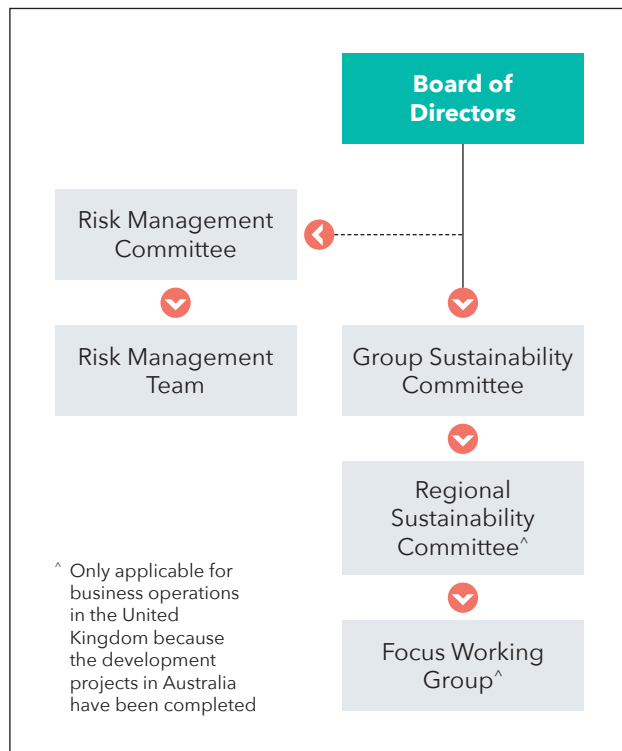 Board of
Directors
Risk Management
Committee
Risk Management
Team
Group Sustainability
Committee
Regional
Sustainability
Committee^
Focus Working
Group^
^ Only applicable for
business operations
in the United
Kingdom because
the development
projects in Australia
have been completed